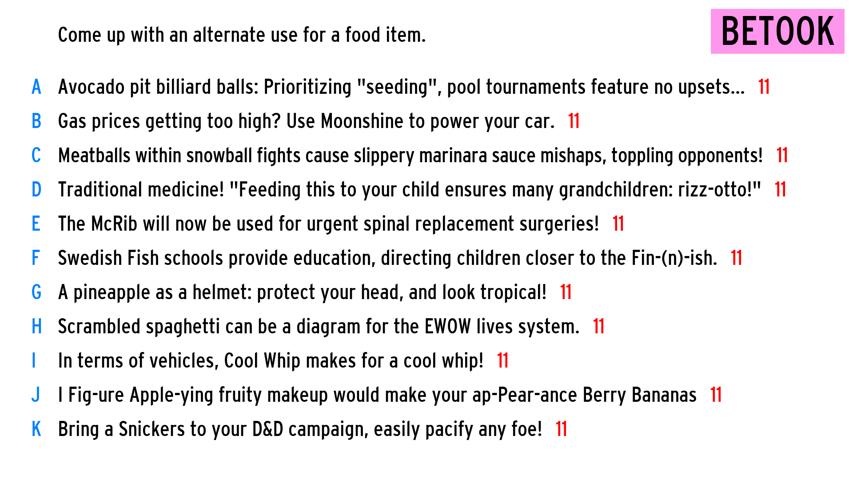 Come up with an alternate use for a food item.
BETOOK
A Avocado pit billiard balls: Prioritizing "seeding", pool tournaments feature no upsets... 11
B Gas prices getting too high? Use Moonshine to power your car. 11
C Meatballs within snowball fights cause slippery marinara sauce mishaps, toppling opponents! 11
D Traditional medicine! "Feeding this to your child ensures many grandchildren: rizz-otto!" 11
E The McRib will now be used for urgent spinal replacement surgeries! 11
F Swedish Fish schools provide education, directing children closer to the Fin-(n)-ish. 11
G A pineapple as a helmet: protect your head, and look tropical! 11
H Scrambled spaghetti can be a diagram for the EWOW lives system. 11
I In terms of vehicles, Cool Whip makes for a cool whip! 11
J I Fig-ure Apple-ying fruity makeup would make your ap-Pear-ance Berry Bananas 11
K Bring a Snickers to your D&D campaign, easily pacify any foe! 11